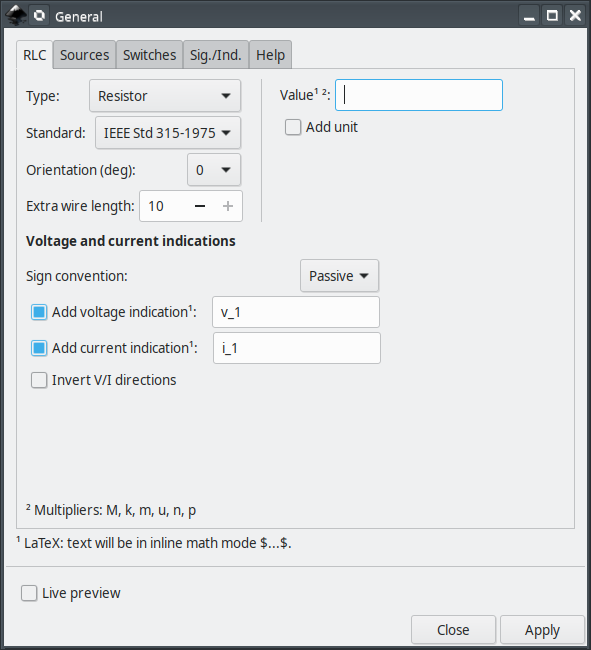 General
RLC Sources Switches Sig./Ind. Help
Type: Resistor Value¹ ²:
Standard: IEEE Std 315-1975 Add unit
Orientation (deg): 0
Extra wire length: 10 − +
Voltage and current indications
Sign convention: Passive
Add voltage indication¹: v_1
Add current indication¹: i_1
Invert V/I directions
² Multipliers: M, k, m, u, n, p
¹ LaTeX: text will be in inline math mode $...$.
Live preview
Close Apply